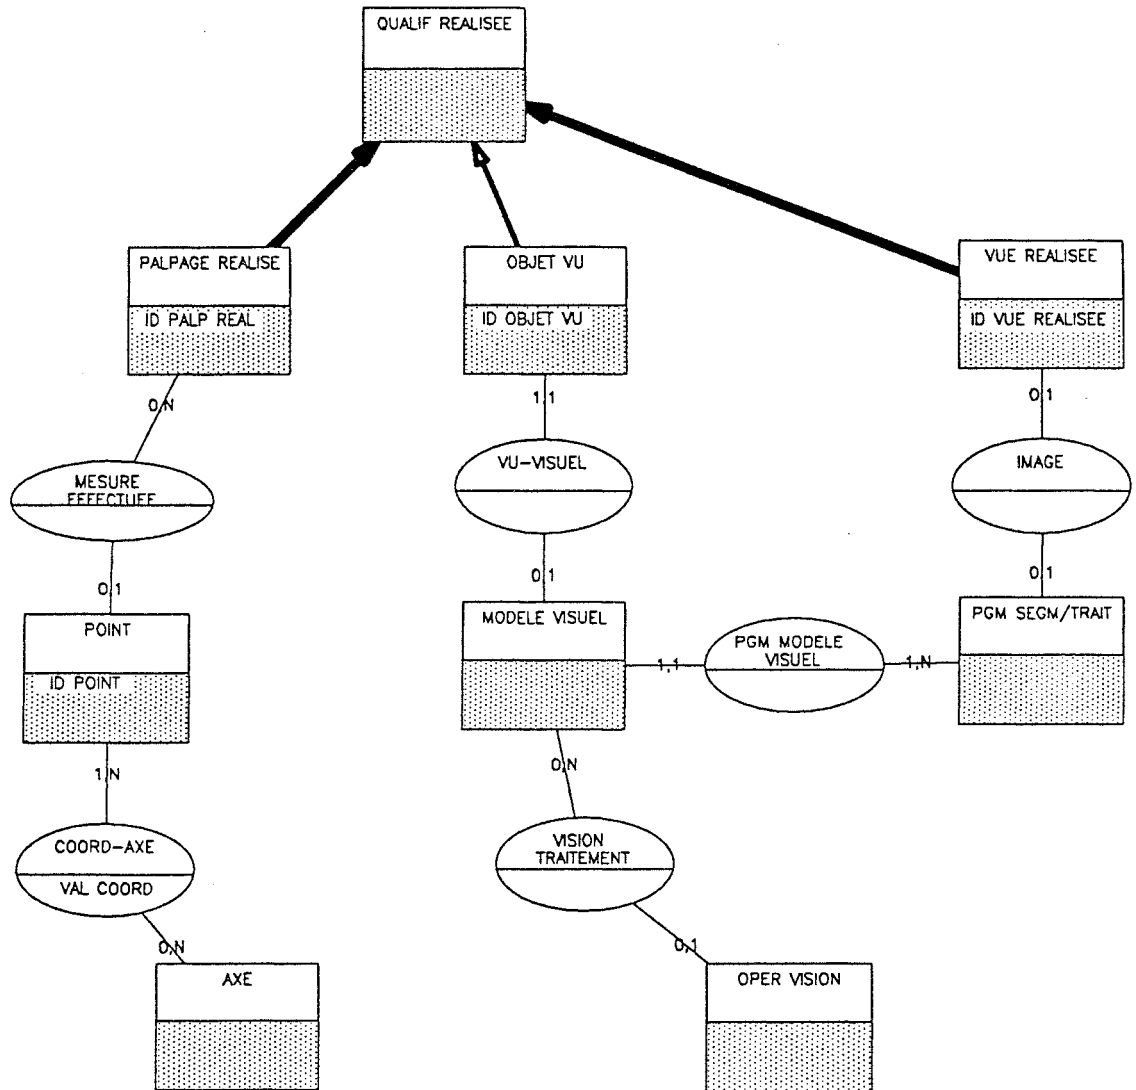 QUALIF REALISEE
PALPAGE REALISE
OBJET VU
VUE REALISEE
ID PALP REAL
ID OBJET VU
ID VUE REALISEE
0,N
1,1
0,1
MESURE
EFFECTUEE
VU-VISUEL
IMAGE
0,1
0,1
0,1
POINT
MODELE VISUEL
PGM SEGM/TRAIT
PGM MODELE
VISUEL
1,1
1,N
ID POINT
1,N
0,N
COORD-AXE
VAL COORD
VISION
TRAITEMENT
0,N
0,1
AXE
OPER VISION